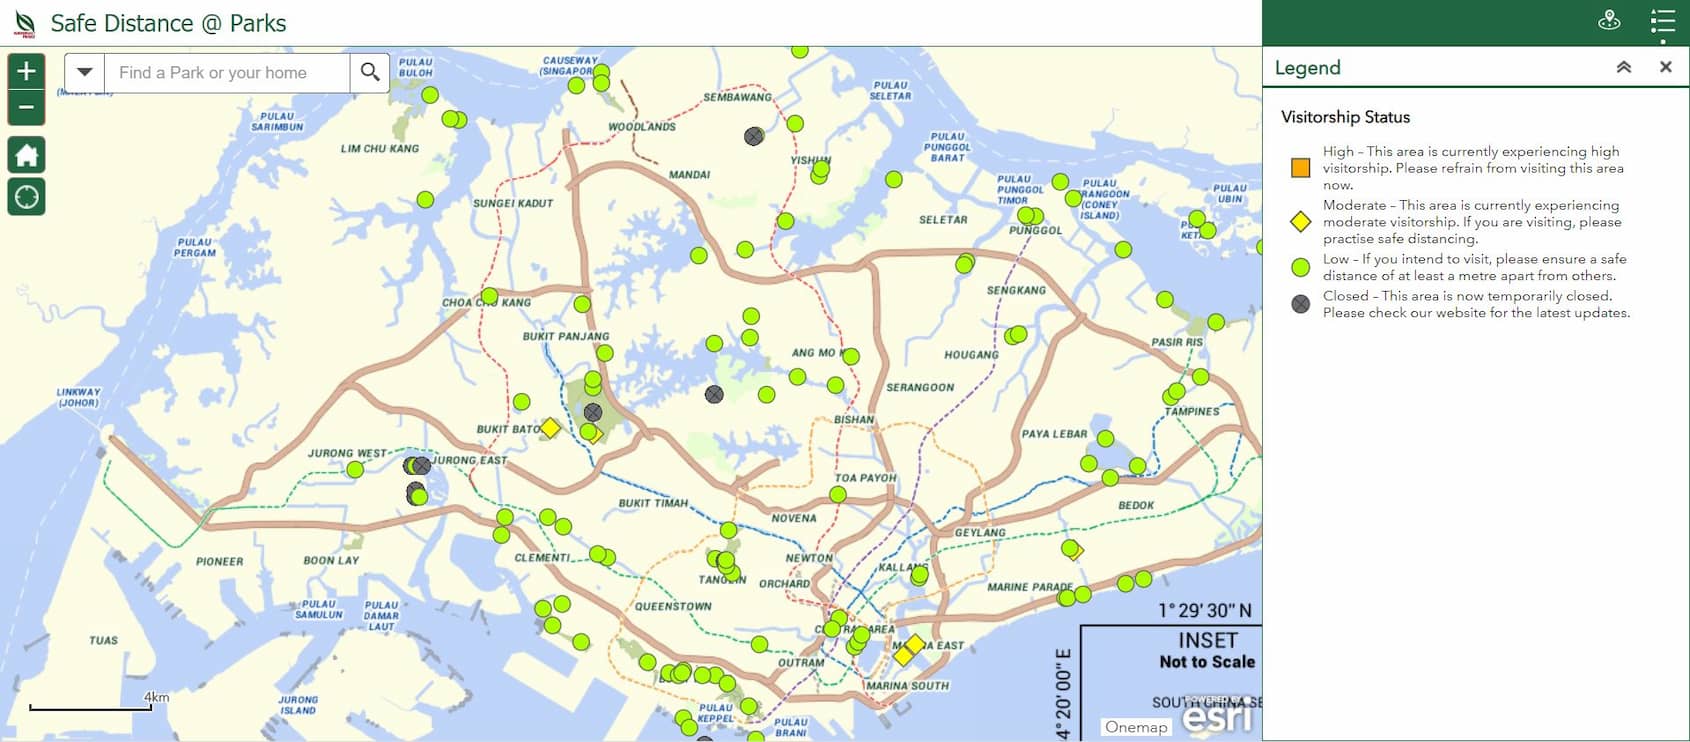 Safe Distance @ Parks
+
−
Find a Park or your home
Legend
Visitorship Status
High – This area is currently experiencing high
visitorship. Please refrain from visiting this area
now.
Moderate – This area is currently experiencing
moderate visitorship. If you are visiting, please
practise safe distancing.
Low – If you intend to visit, please ensure a safe
distance of at least a metre apart from others.
Closed – This area is now temporarily closed.
Please check our website for the latest updates.
PULAU
BULOH
CAUSEWAY
(SINGAPOR
PULAU
SARIMBUN
LIM CHU KANG
WOODLANDS
SEMBAWANG
PULAU
SELETAR
PULAU
PUNGGOL
BARAT
YISHUN
MANDAI
SUNGEI KADUT
PULAU
PUNGGOL
TIMOR
PULAU
RANGOON
(CONEY
ISLAND)
PULAU
UBIN
KET
SELETAR
PUNGGOL
PULAU
PERGAM
CHOA CHU KANG
SENGKANG
BUKIT PANJANG
ANG MO K
HOUGANG
PASIR RIS
LINKWAY
(JOHOR)
SERANGOON
TAMPINES
BISHAN
BUKIT BATO
PAYA LEBAR
JURONG WEST
JURONG EAST
TOA PAYOH
BUKIT TIMAH
BEDOK
NOVENA
GEYLANG
PIONEER
BOON LAY
CLEMENTI
NEWTON
KALLANG
TANGLIN
ORCHARD
MARINE PARADE
QUEENSTOWN
PULAU
SAMULUN
PULAU
DAMAR
LAUT
TUAS
AREA
EAST
OUTRAM
MARINA SOUTH
JURONG
ISLAND
PULAU
KEPPEL
PULAU
BRANI
4km
1° 29' 30" N
INSET
Not to Scale
4° 20' 00" E
SOUTH CHINA SE
POWERED BY
esri
Onemap